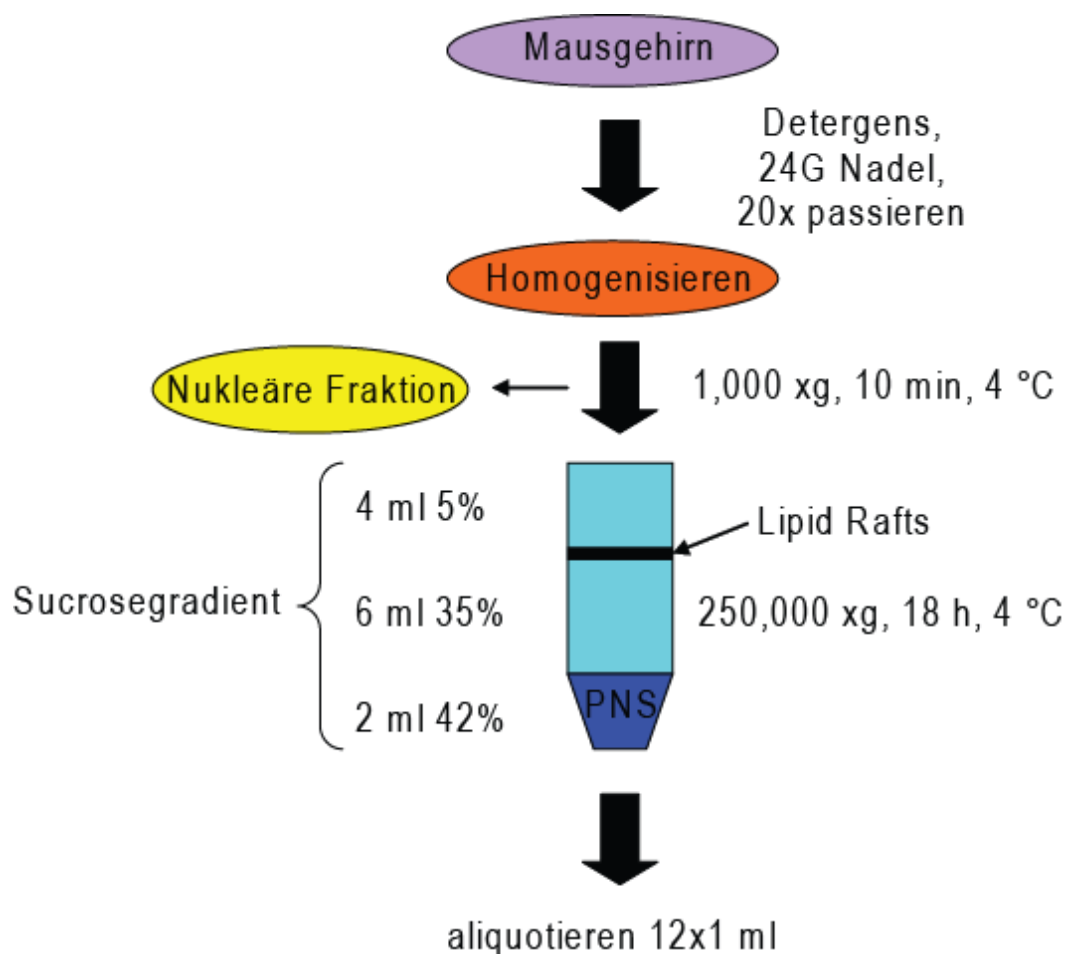 Mausgehirn
Detergens,
24G Nadel,
20x passieren
Homogenisieren
Nukleäre Fraktion
1,000 xg, 10 min, 4 °C
4 ml 5%
Lipid Rafts
Sucrosegradient
6 ml 35%
250,000 xg, 18 h, 4 °C
2 ml 42%
PNS
aliquotieren 12x1 ml